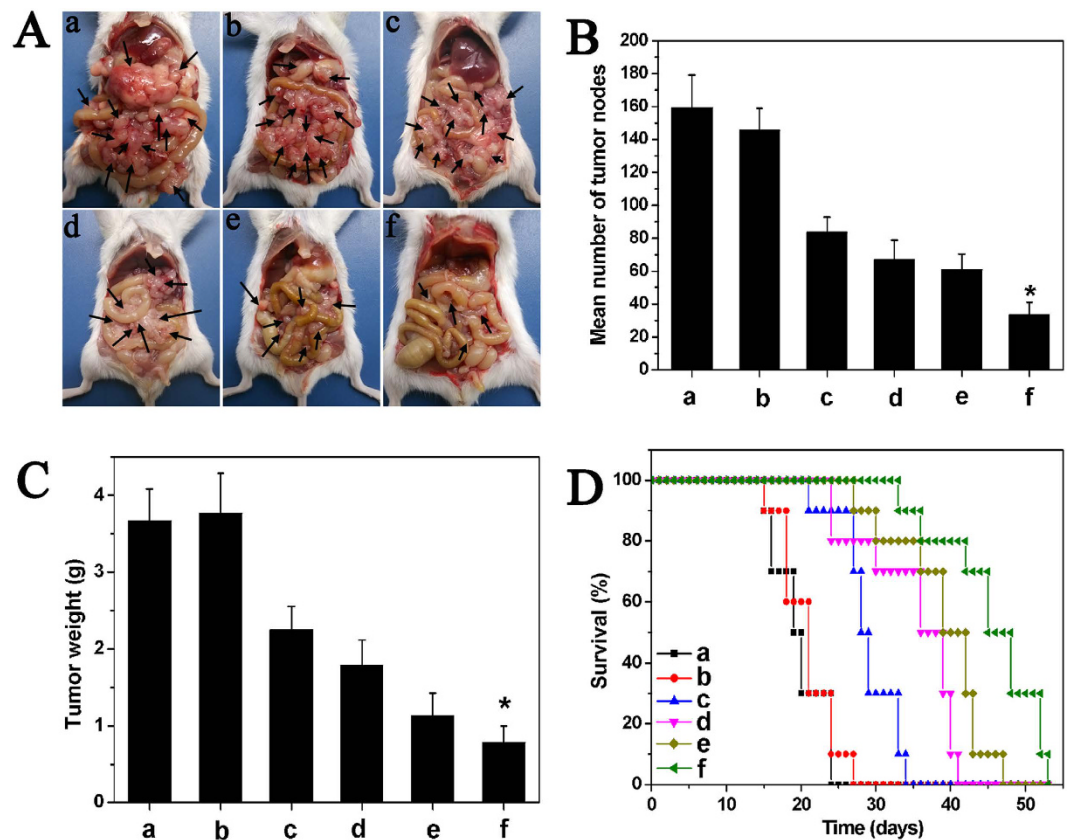 A
a
b
c
d
e
f
B
Mean number of tumor nodes
200
180
160
140
120
100
80
60
40
20
0
*
a b c d e f
C
Tumor weight (g)
4
3
2
1
0
*
a b c d e f
D
Survival (%)
100
80
60
40
20
0
a
b
c
d
e
f
0 10 20 30 40 50
Time (days)